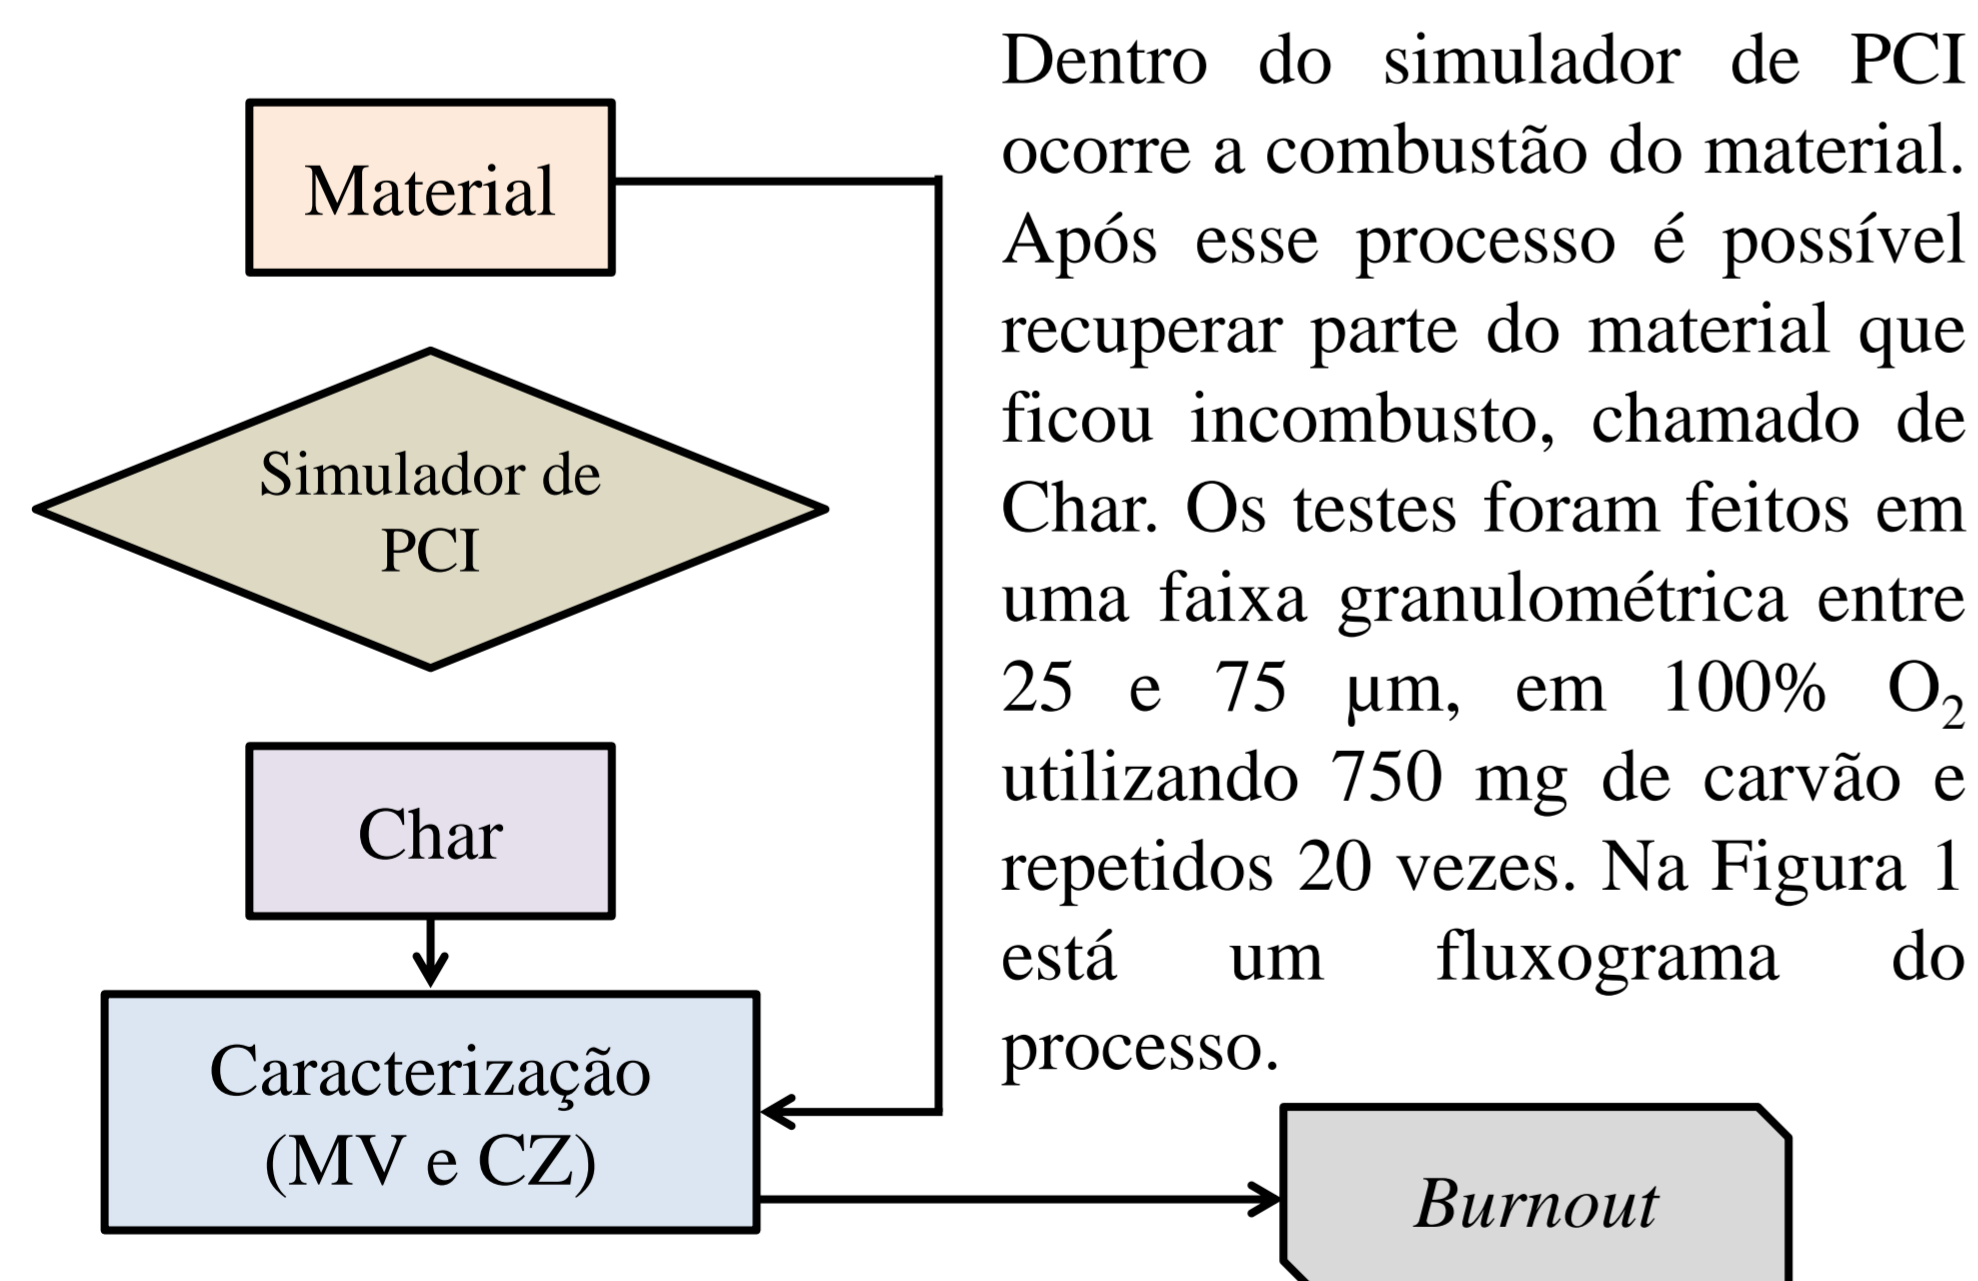 Material
Simulador de
PCI
Char
Caracterização
(MV e CZ)
Dentro do simulador de PCI
ocorre a combustão do material.
Após esse processo é possível
recuperar parte do material que
ficou incombusto, chamado de
Char. Os testes foram feitos em
uma faixa granulométrica entre
25 e 75 µm, em 100% O₂
utilizando 750 mg de carvão e
repetidos 20 vezes. Na Figura 1
está um fluxograma do
processo.
Burnout